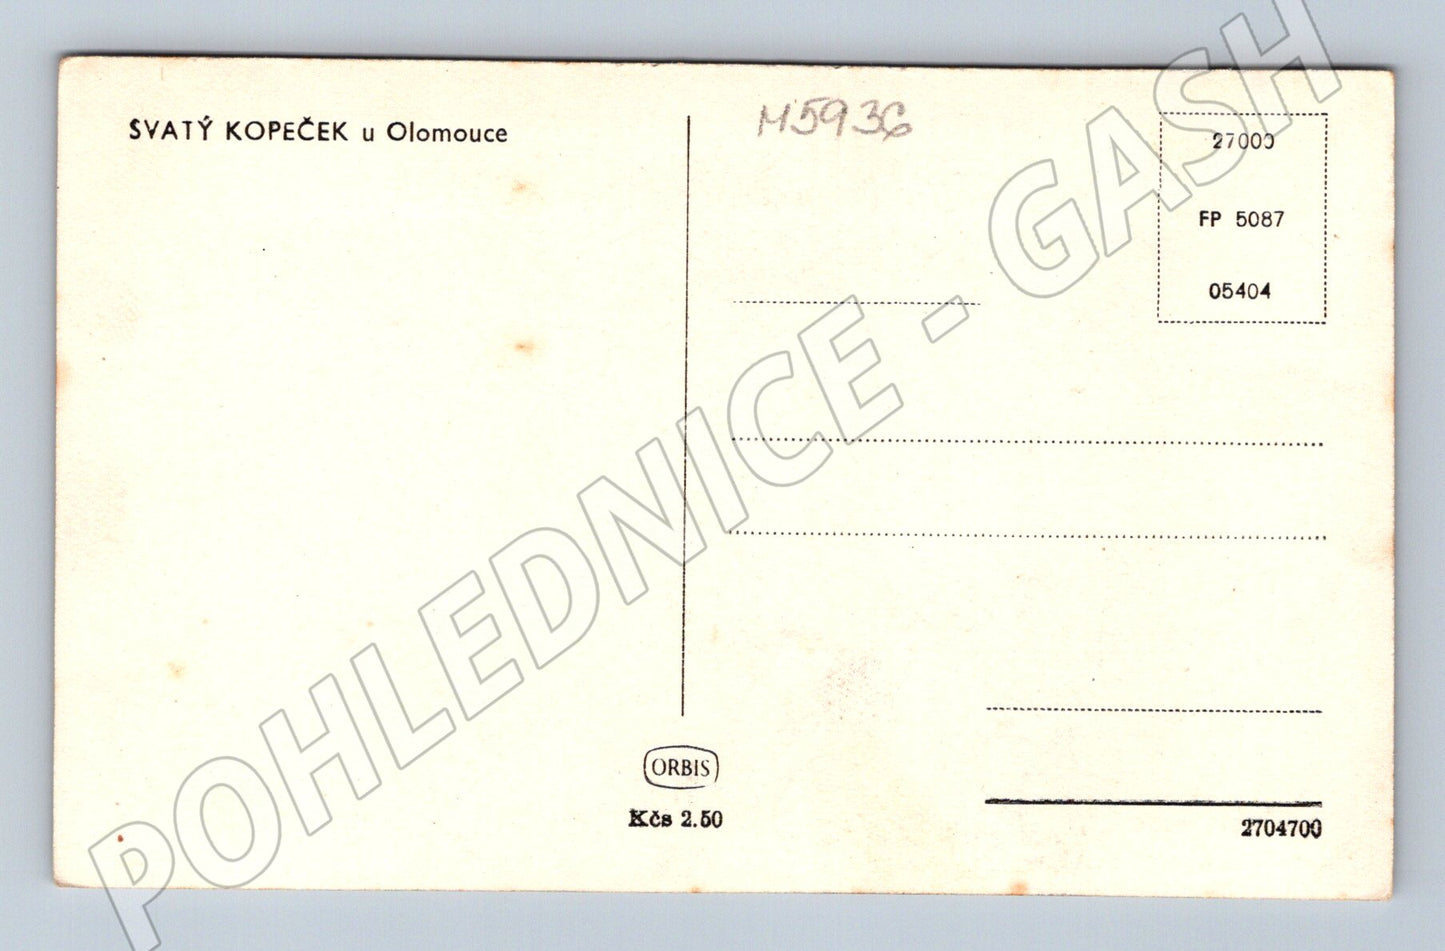 SVATÝ KOPEČEK u Olomouce
M5936
27000
FP 5087
05404
ORBIS
Kčs 2.50
2704700
POHLEDNICE - GASH